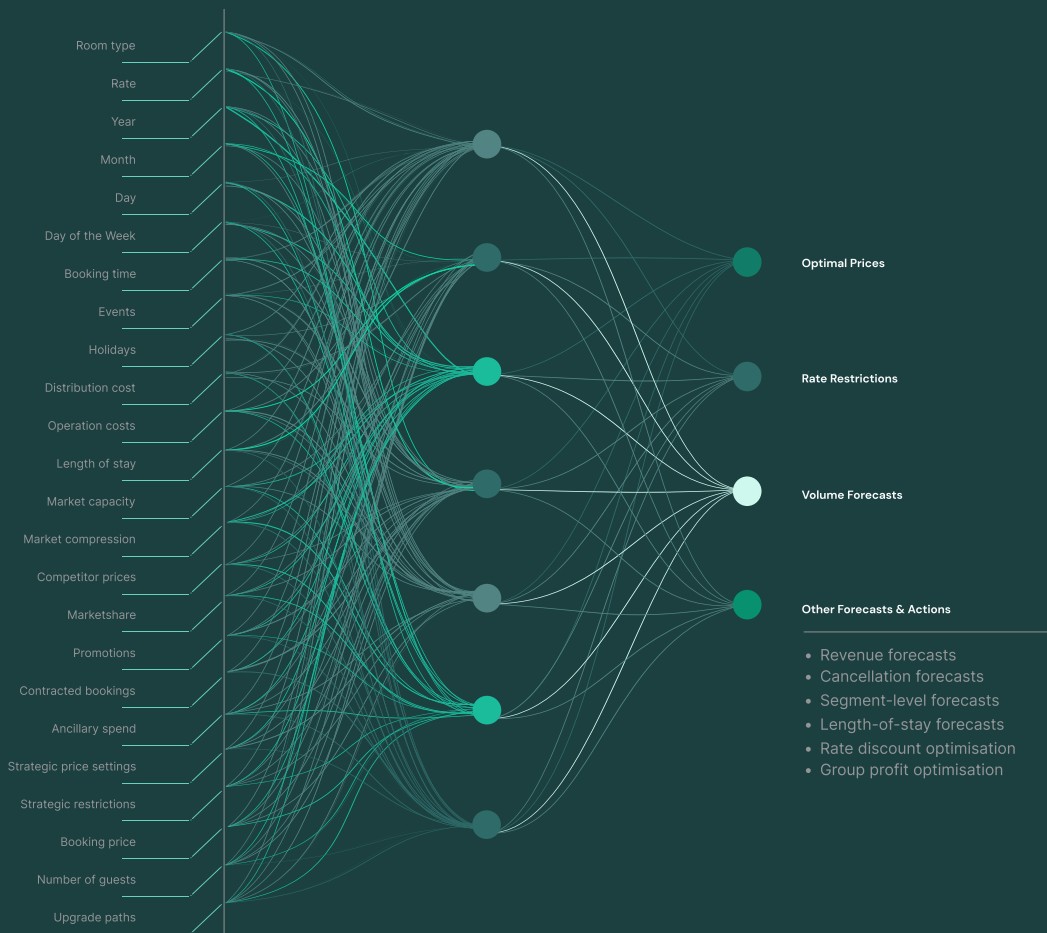 Room type
Rate
Year
Month
Day
Day of the Week
Booking time
Events
Holidays
Distribution cost
Operation costs
Length of stay
Market capacity
Market compression
Competitor prices
Marketshare
Promotions
Contracted bookings
Ancillary spend
Strategic price settings
Strategic restrictions
Booking price
Number of guests
Upgrade paths
Optimal Prices
Rate Restrictions
Volume Forecasts
Other Forecasts & Actions
• Revenue forecasts
• Cancellation forecasts
• Segment-level forecasts
• Length-of-stay forecasts
• Rate discount optimisation
• Group profit optimisation